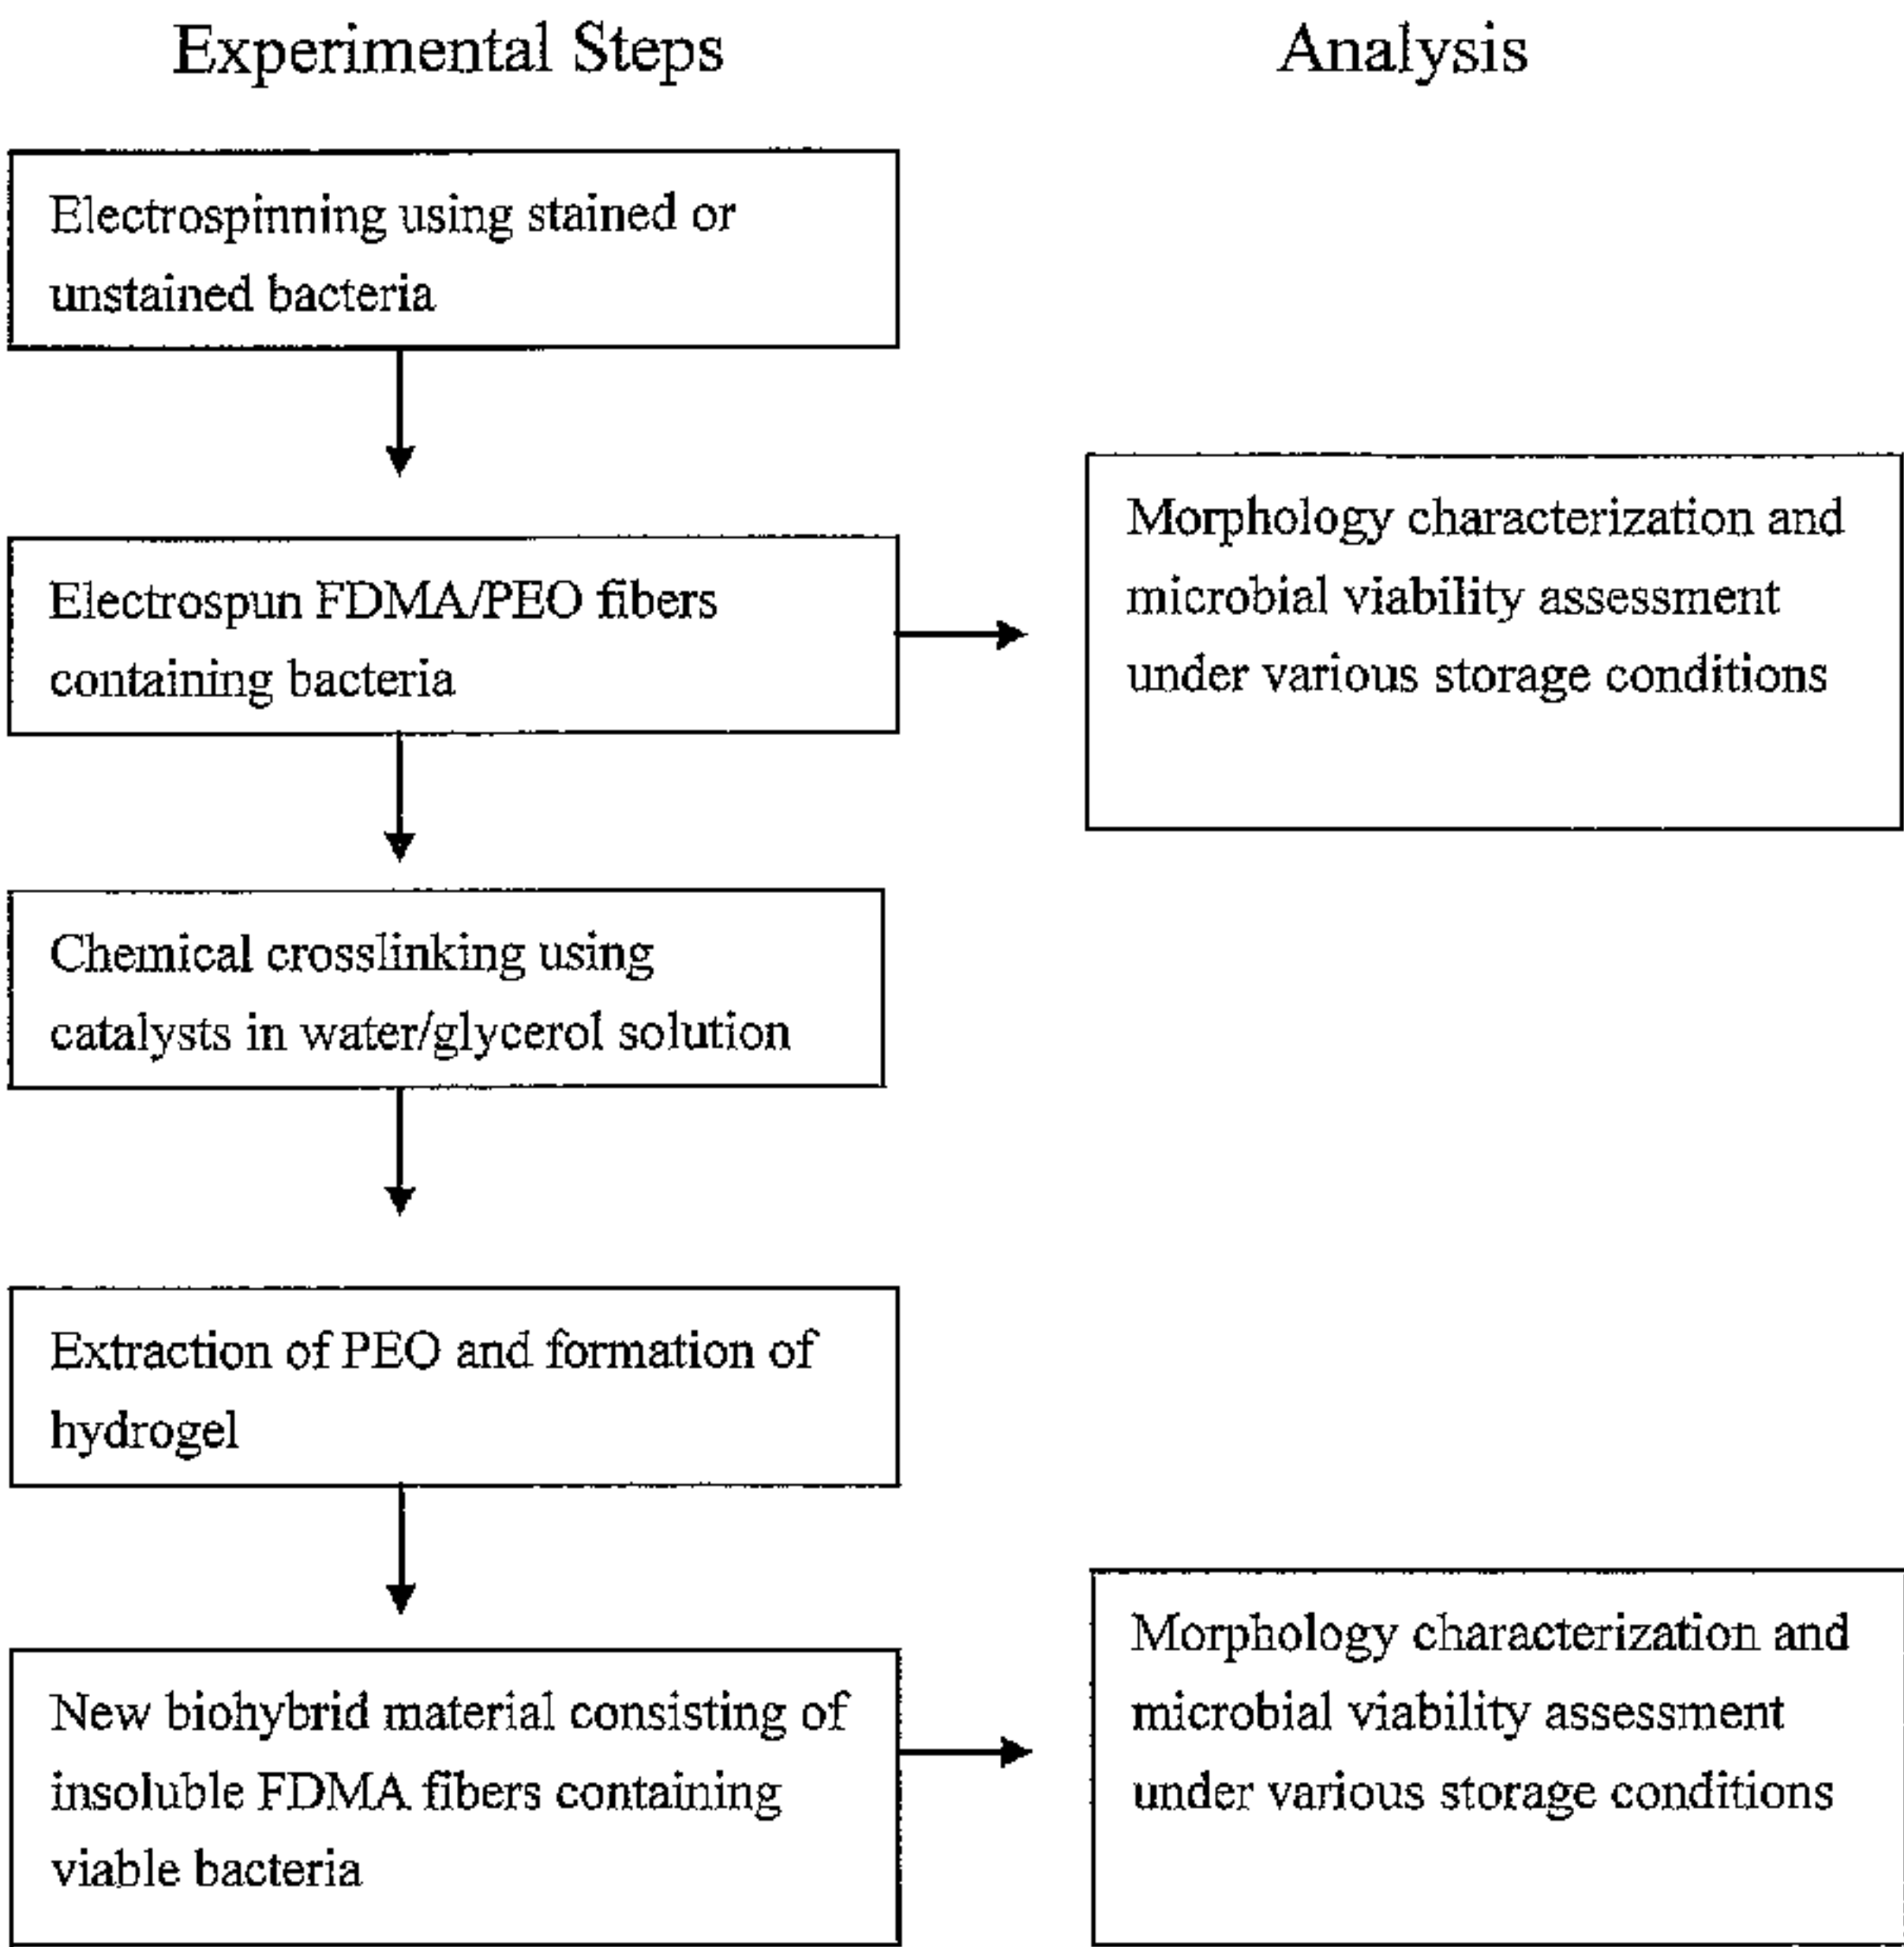 Experimental Steps
Analysis
Electrospinning using stained or
unstained bacteria
Electrospun FDMA/PEO fibers
containing bacteria
Morphology characterization and
microbial viability assessment
under various storage conditions
Chemical crosslinking using
catalysts in water/glycerol solution
Extraction of PEO and formation of
hydrogel
New biohybrid material consisting of
insoluble FDMA fibers containing
viable bacteria
Morphology characterization and
microbial viability assessment
under various storage conditions